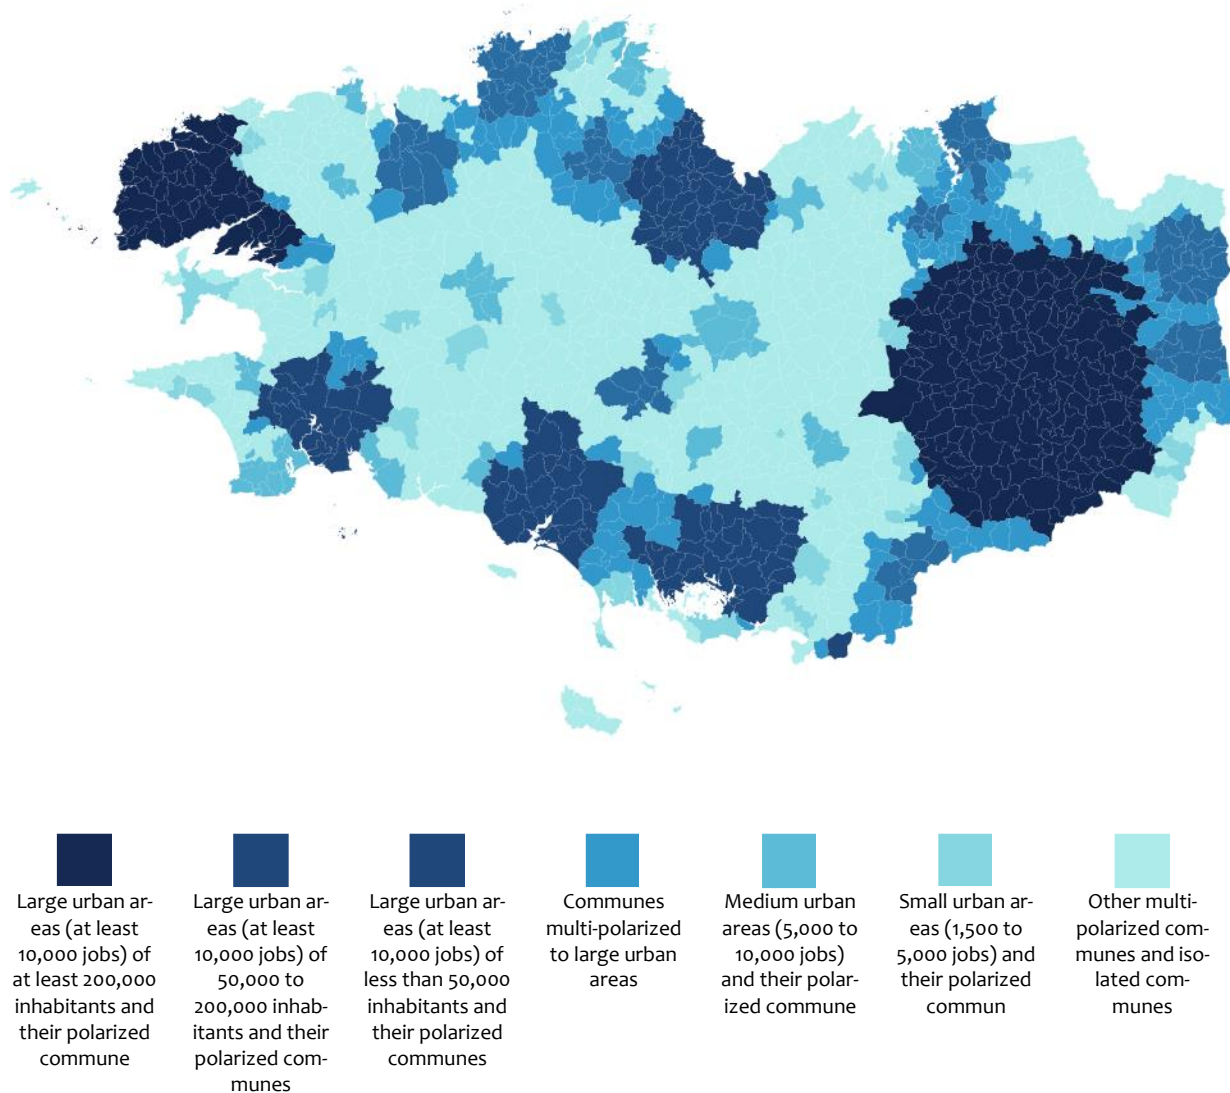 Large urban ar-
eas (at least
10,000 jobs) of
at least 200,000
inhabitants and
their polarized
commune
Large urban ar-
eas (at least
10,000 jobs) of
50,000 to
200,000 inhab-
itants and their
polarized com-
munes
Large urban ar-
eas (at least
10,000 jobs) of
less than 50,000
inhabitants and
their polarized
communes
Communes
multi-polarized
to large urban
areas
Medium urban
areas (5,000 to
10,000 jobs)
and their polar-
ized commune
Small urban ar-
eas (1,500 to
5,000 jobs) and
their polarized
commun
Other multi-
polarized com-
munes and iso-
lated com-
munes